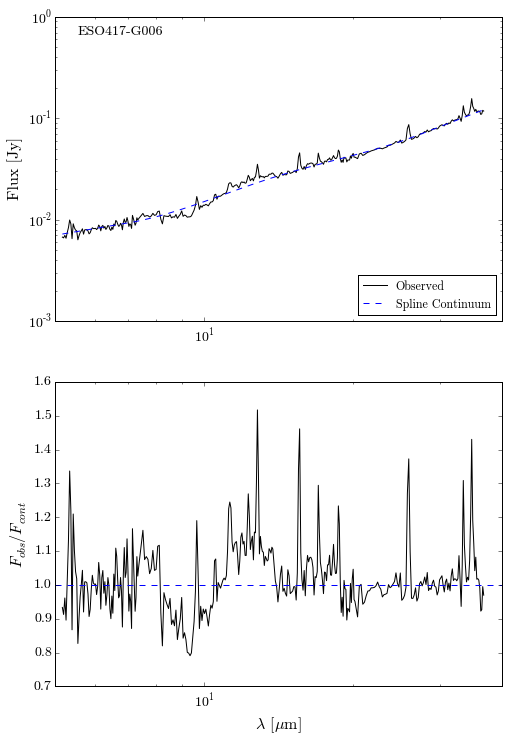 10^0
ESO417-G006
10^-1
Flux [Jy]
10^-2
Observed
Spline Continuum
10^-3
10^1
1.6
1.5
1.4
1.3
1.2
F_obs/F_cont
1.1
1.0
0.9
0.8
0.7
10^1
λ [μm]